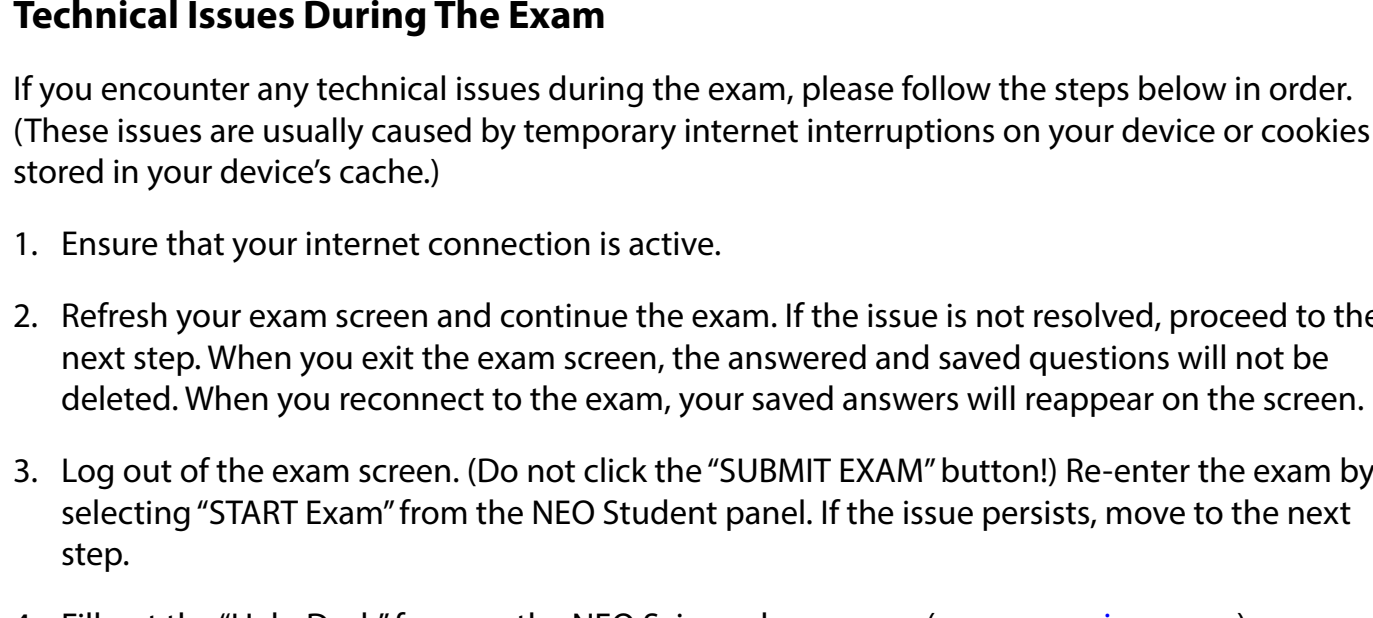 Technical Issues During The Exam
If you encounter any technical issues during the exam, please follow the steps below in order.
(These issues are usually caused by temporary internet interruptions on your device or cookies
stored in your device’s cache.)
1. Ensure that your internet connection is active.
2. Refresh your exam screen and continue the exam. If the issue is not resolved, proceed to the
next step. When you exit the exam screen, the answered and saved questions will not be
deleted. When you reconnect to the exam, your saved answers will reappear on the screen.
3. Log out of the exam screen. (Do not click the “SUBMIT EXAM” button!) Re-enter the exam by
selecting “START Exam” from the NEO Student panel. If the issue persists, move to the next
step.
4. Fill out the “Help Desk” form on the NEO